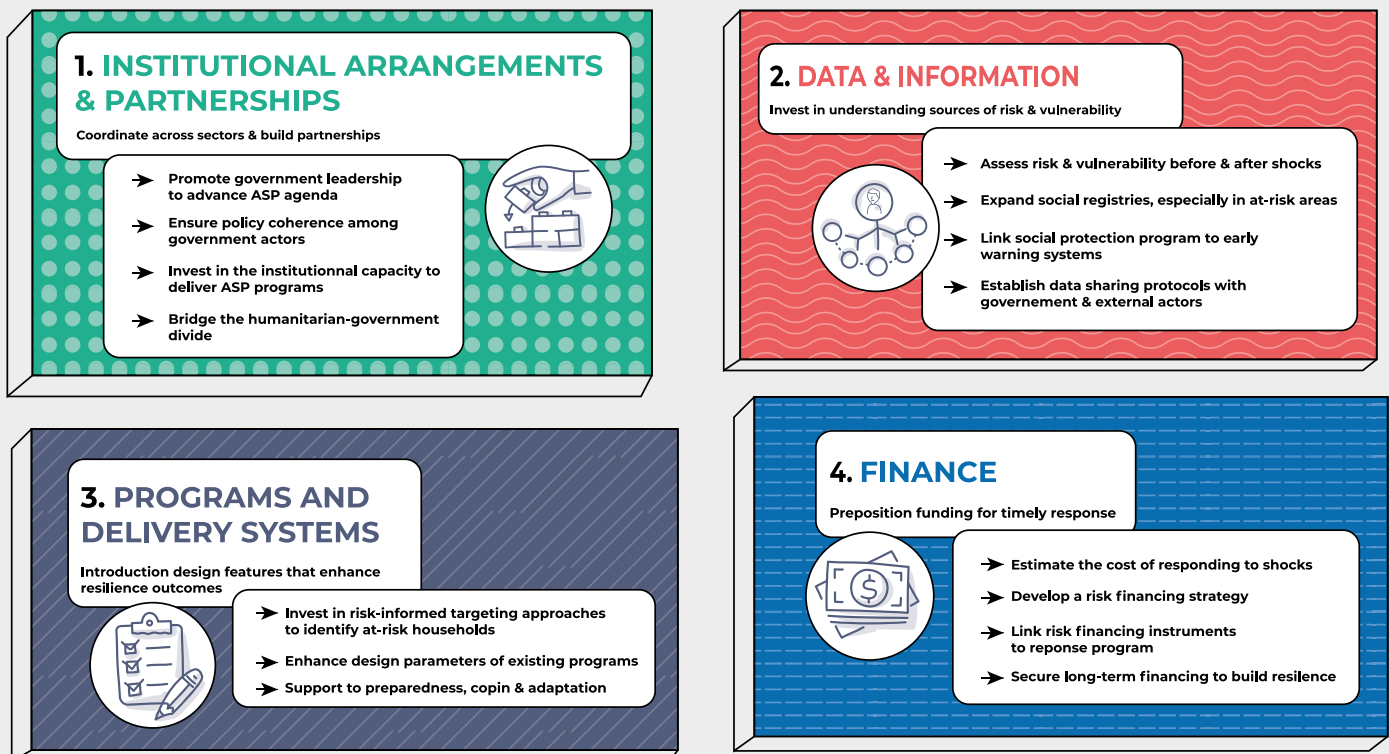 1. INSTITUTIONAL ARRANGEMENTS
& PARTNERSHIPS
Coordinate across sectors & build partnerships
Promote government leadership
to advance ASP agenda
Ensure policy coherence among
government actors
Invest in the institutionnal capacity to
deliver ASP programs
Bridge the humanitarian-government
divide
2. DATA & INFORMATION
Invest in understanding sources of risk & vulnerability
Assess risk & vulnerability before & after shocks
Expand social registries, especially in at-risk areas
Link social protection program to early
warning systems
Establish data sharing protocols with
governement & external actors
3. PROGRAMS AND
DELIVERY SYSTEMS
Introduction design features that enhance
resilience outcomes
Invest in risk-informed targeting approaches
to identify at-risk households
Enhance design parameters of existing programs
Support to preparedness, copin & adaptation
4. FINANCE
Preposition funding for timely response
$
Estimate the cost of responding to shocks
Develop a risk financing strategy
Link risk financing instruments
to reponse program
Secure long-term financing to build resilence